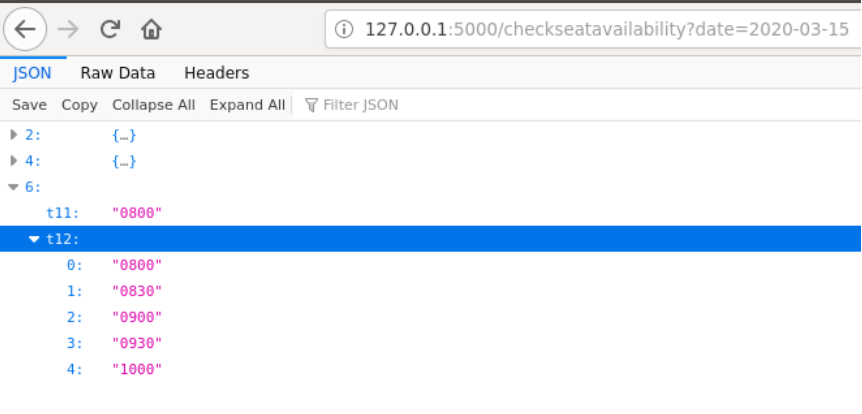 127.0.0.1:5000/checkseatavailability?date=2020-03-15
JSON Raw Data Headers
Save Copy Collapse All Expand All Filter JSON
2: {…}
4: {…}
6:
t11: "0800"
t12:
0: "0800"
1: "0830"
2: "0900"
3: "0930"
4: "1000"